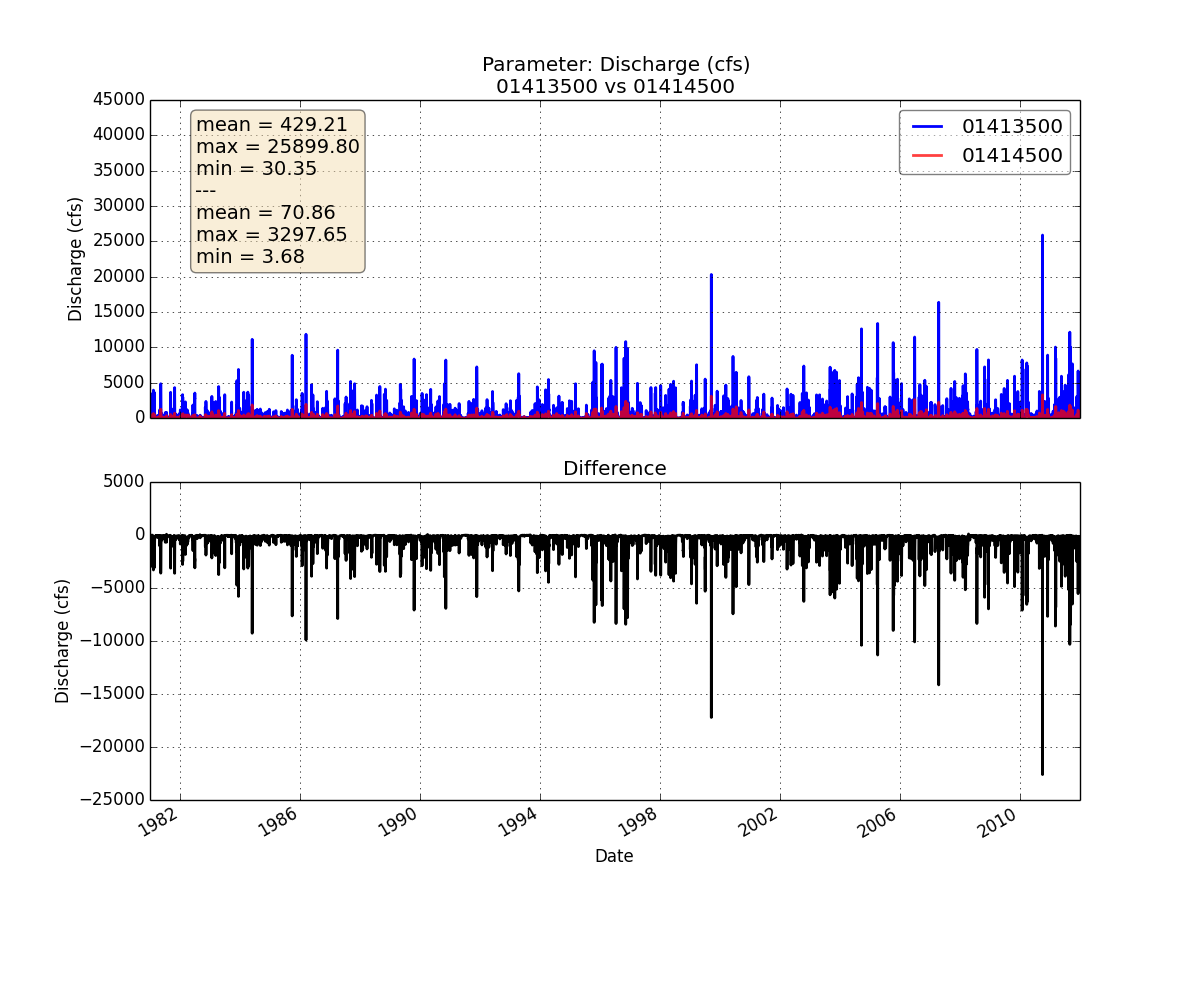 Parameter: Discharge (cfs)
01413500 vs 01414500
45000
40000
35000
30000
25000
20000
15000
10000
5000
0
Discharge (cfs)
mean = 429.21
max = 25899.80
min = 30.35
---
mean = 70.86
max = 3297.65
min = 3.68
01413500
01414500
Difference
5000
0
−5000
−10000
−15000
−20000
−25000
Discharge (cfs)
1982
1986
1990
1994
1998
2002
2006
2010
Date